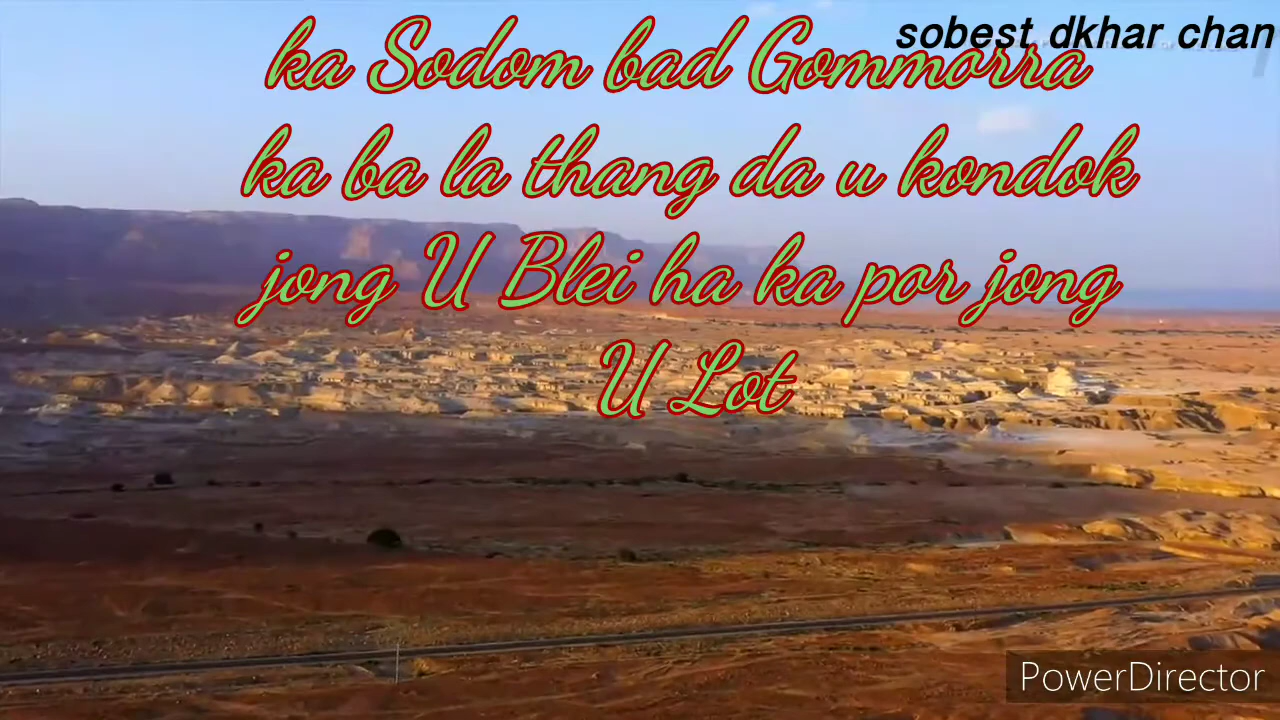 sobest dkhar chan
ka Sodom bad Gommorra
ka ba la thang da u kondok
jong U Blei ha ka por jong
U Lot
PowerDirector